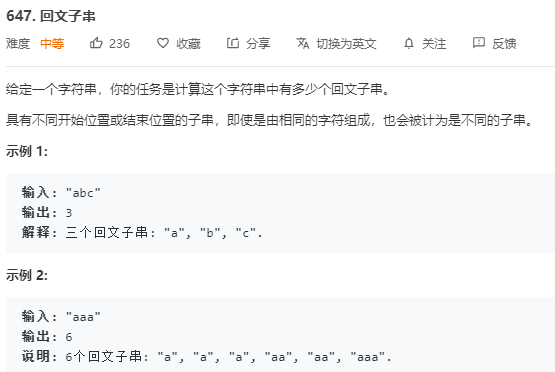 647. 回文子串
难度 中等 236 收藏 分享 切换为英文 关注 反馈
给定一个字符串，你的任务是计算这个字符串中有多少个回文子串。
具有不同开始位置或结束位置的子串，即使是由相同的字符组成，也会被计为是不同的子串。
示例 1:
输入: "abc"
输出: 3
解释: 三个回文子串: "a", "b", "c".
示例 2:
输入: "aaa"
输出: 6
说明: 6个回文子串: "a", "a", "a", "aa", "aa", "aaa".